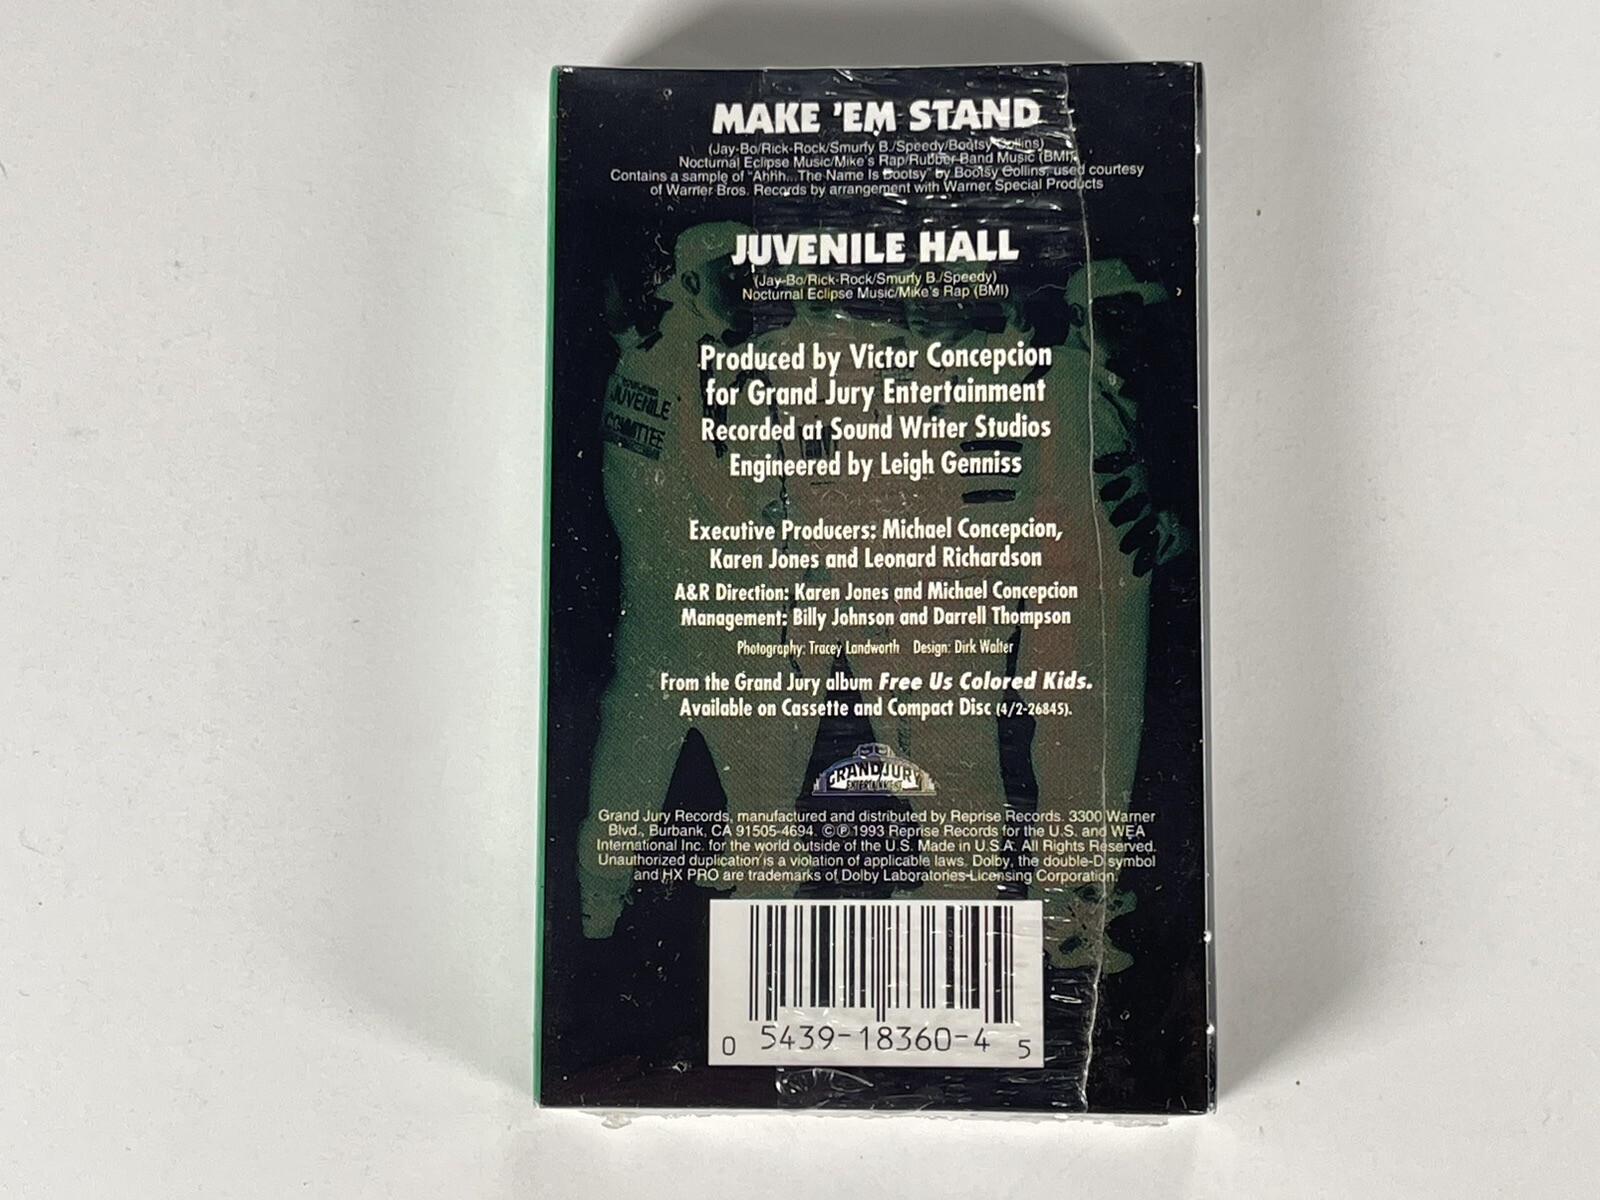 MAKE 'EM STAND
(Jay-Bo/Rick-Rock/Smurfy B./Speedy/Bootsy Collins)
Nocturnal Eclipse Music/Mike's Rap/Rubber Band Music (BMI)
Contains a sample of "Ahhh...The Name Is Bootsy" by Bootsy Collins, used courtesy
of Warner Bros. Records by arrangement with Warner Special Products
JUVENILE HALL
(Jay-Bo/Rick-Rock/Smurfy B./Speedy)
Nocturnal Eclipse Music/Mike's Rap (BMI)
JUVENILE
COMMITTEE
Produced by Victor Concepcion
for Grand Jury Entertainment
Recorded at Sound Writer Studios
Engineered by Leigh Genniss
Executive Producers: Michael Concepcion,
Karen Jones and Leonard Richardson
A&R Direction: Karen Jones and Michael Concepcion
Management: Billy Johnson and Darrell Thompson
Photography: Tracey Landworth Design: Dirk Walter
From the Grand Jury album Free Us Colored Kids.
Available on Cassette and Compact Disc (4/2-26845).
GRAND JURY
ENTERTAINMENT
Grand Jury Records, manufactured and distributed by Reprise Records. 3300 Warner
Blvd., Burbank, CA 91505-4694. ©℗1993 Reprise Records for the U.S. and WEA
International Inc. for the world outside of the U.S. Made in U.S.A. All Rights Reserved.
Unauthorized duplication is a violation of applicable laws. Dolby, the double-D symbol
and HX PRO are trademarks of Dolby Laboratories Licensing Corporation.
0 5439-18360-4 5